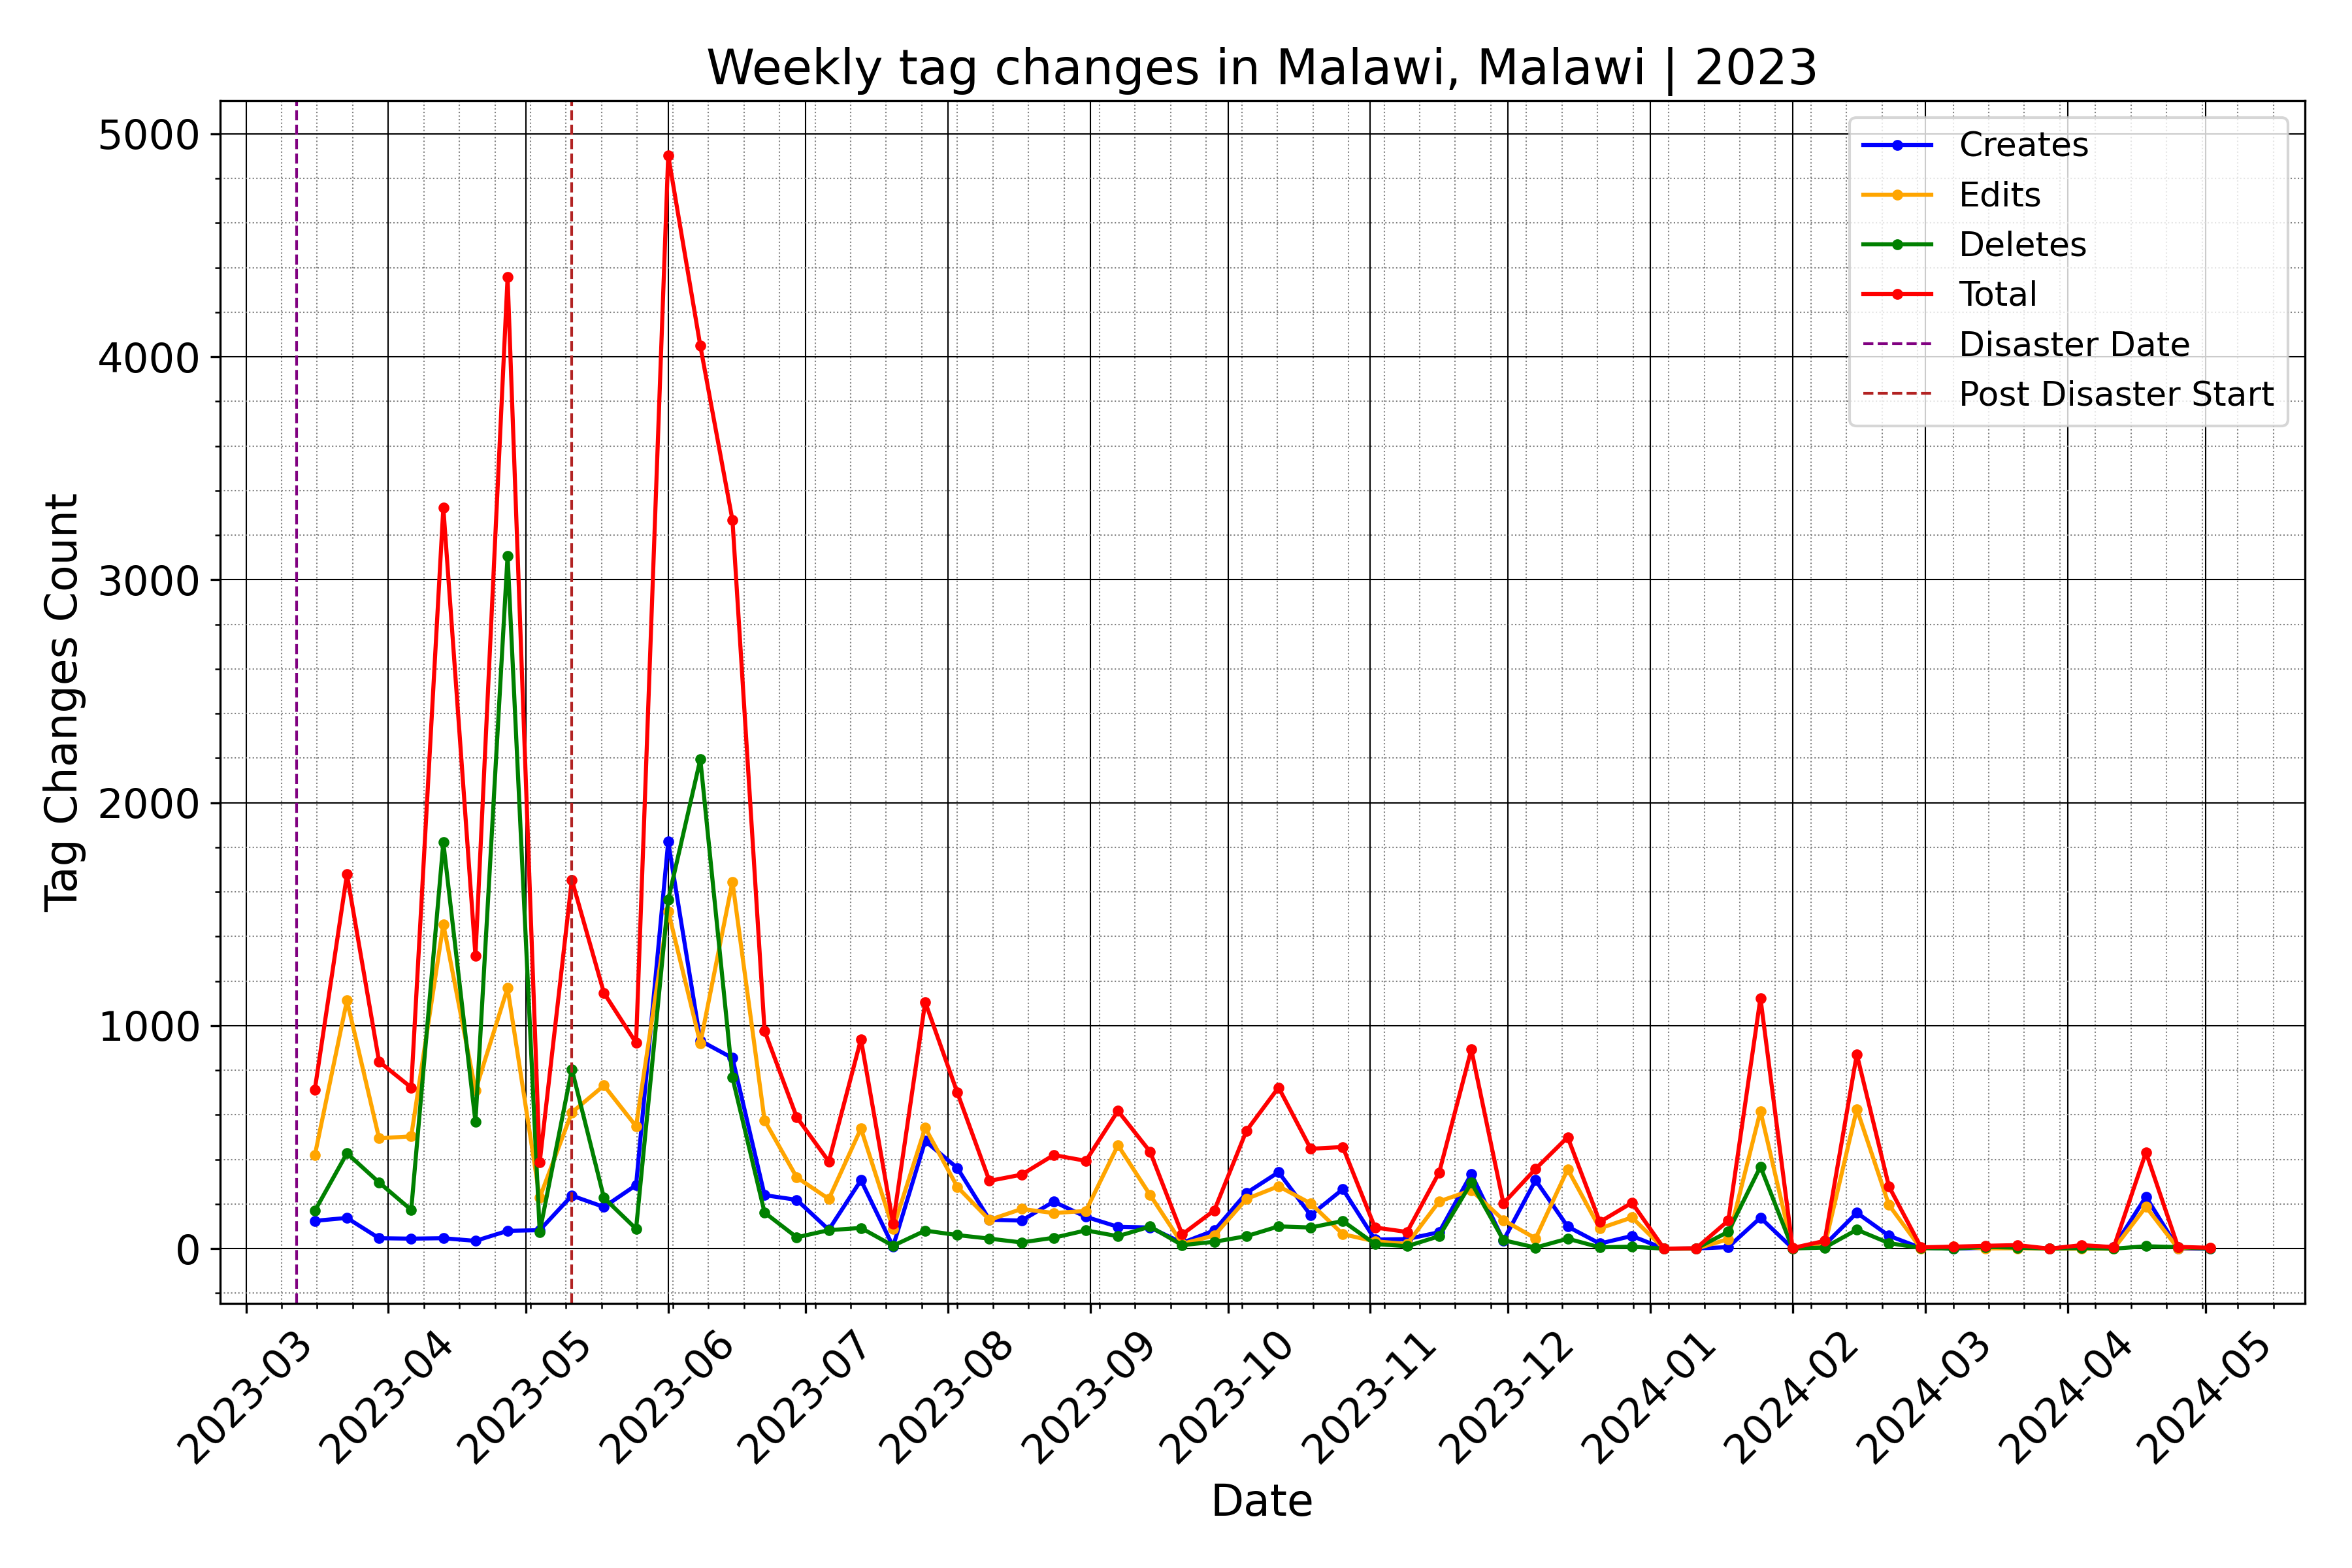 Weekly tag changes in Malawi, Malawi | 2023
Tag Changes Count
5000
4000
3000
2000
1000
0
Creates
Edits
Deletes
Total
Disaster Date
Post Disaster Start
2023-03
2023-04
2023-05
2023-06
2023-07
2023-08
2023-09
2023-10
2023-11
2023-12
2024-01
2024-02
2024-03
2024-04
2024-05
Date